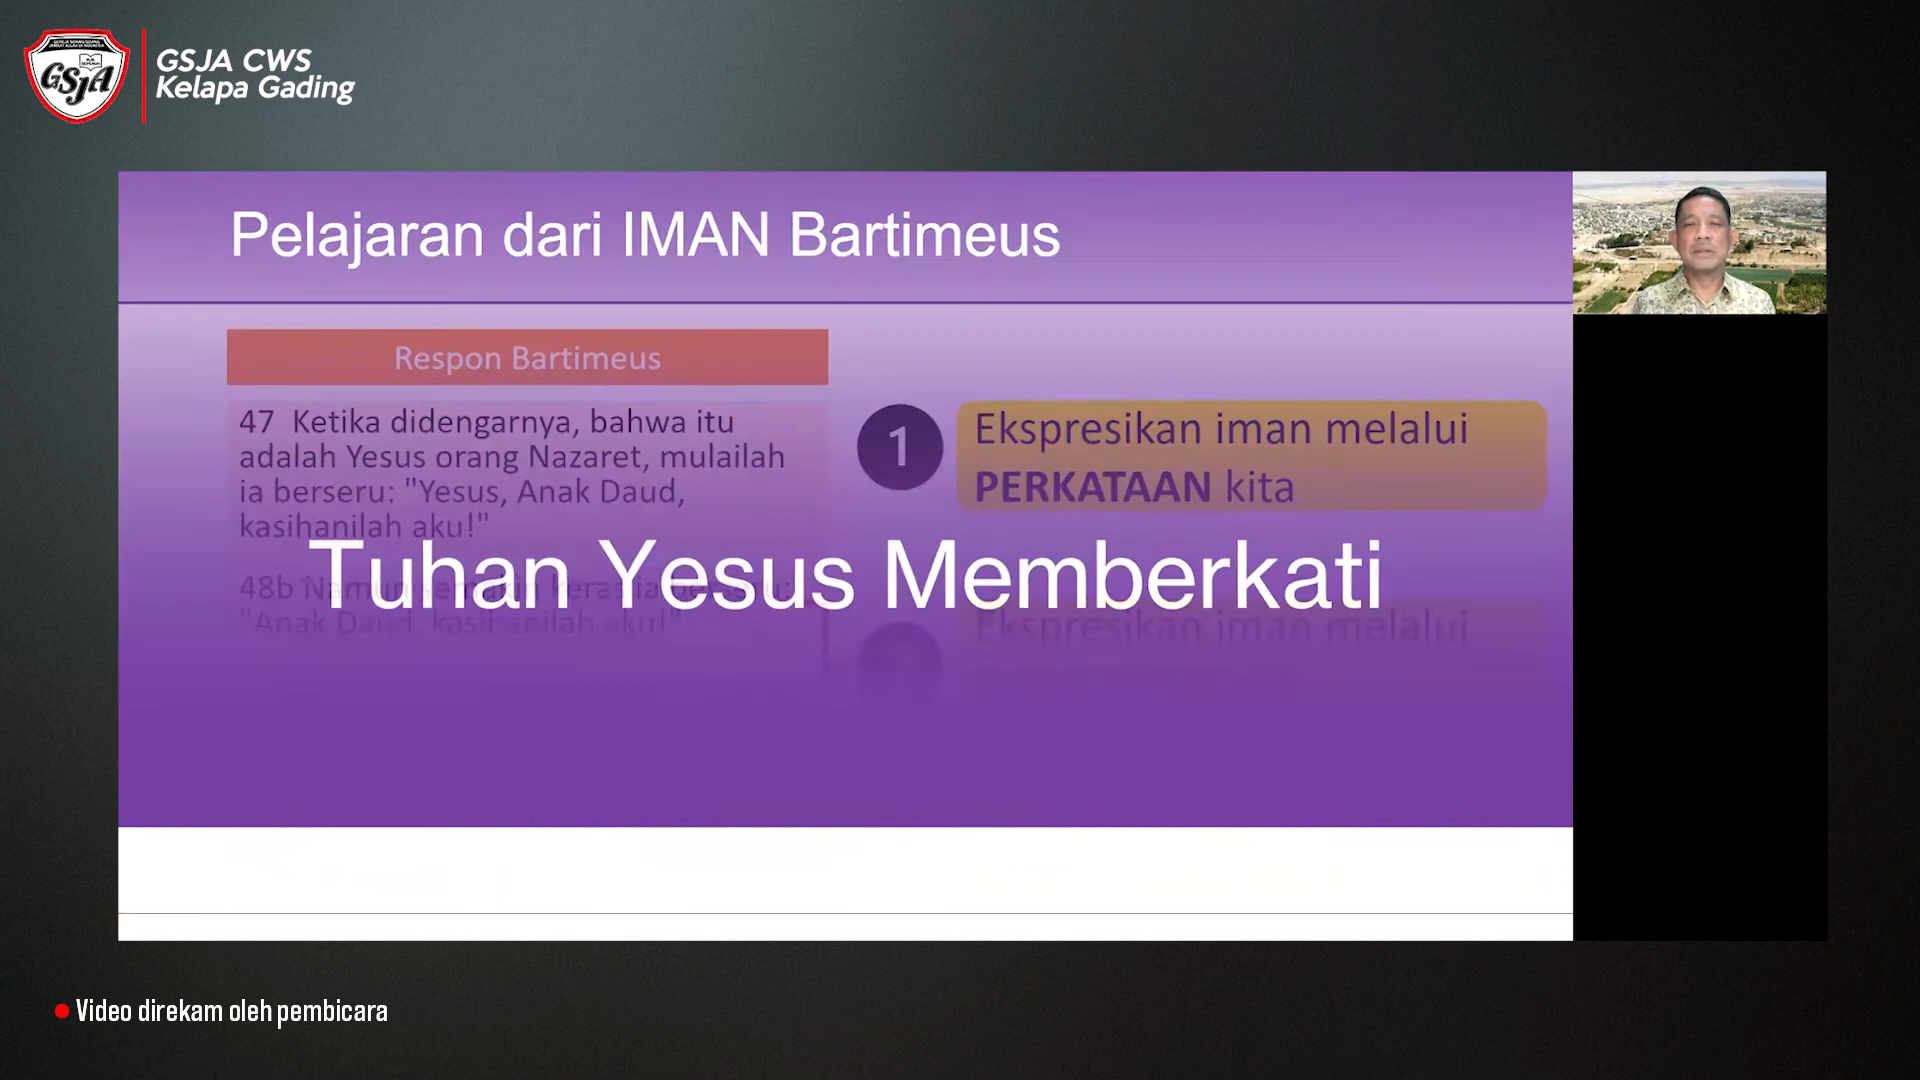 GSJA
GSJA CWS
Kelapa Gading
Pelajaran dari IMAN Bartimeus
Respon Bartimeus
47 Ketika didengarnya, bahwa itu
adalah Yesus orang Nazaret, mulailah
ia berseru: "Yesus, Anak Daud,
kasihanilah aku!"
48b Namun semakin keras ia berseru:
"Anak Daud, kasihanilah aku!"
1
Ekspresikan iman melalui
PERKATAAN kita
Tuhan Yesus Memberkati
Ekspresikan iman melalui
Video direkam oleh pembicara